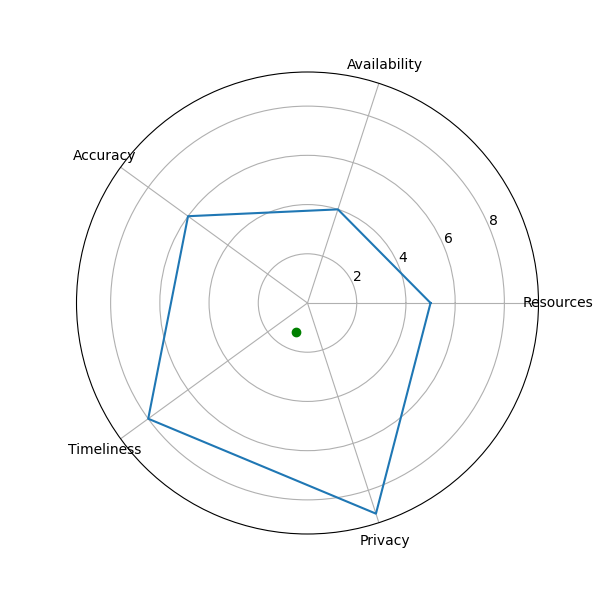 Availability
Accuracy
8
6
4
2
Resources
Timeliness
Privacy